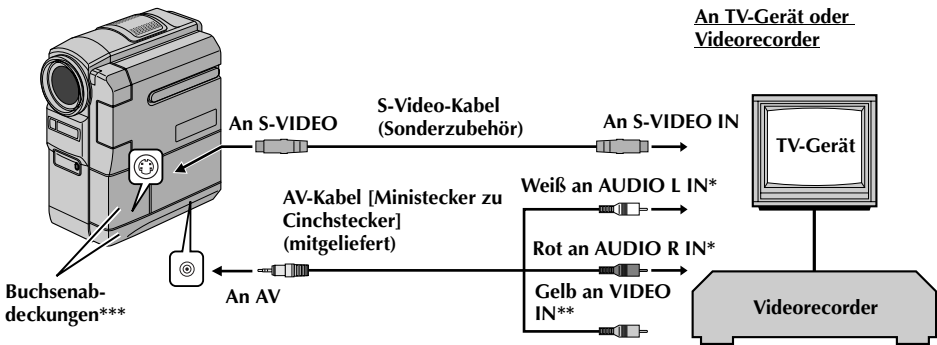 An TV-Gerät oder
Videorecorder
S-Video-Kabel
(Sonderzubehör)
An S-VIDEO
An S-VIDEO IN
TV-Gerät
Weiß an AUDIO L IN*
AV-Kabel [Ministecker zu
Cinchstecker]
(mitgeliefert)
Rot an AUDIO R IN*
An AV
Gelb an VIDEO
IN**
Buchsenab-
deckungen***
Videorecorder